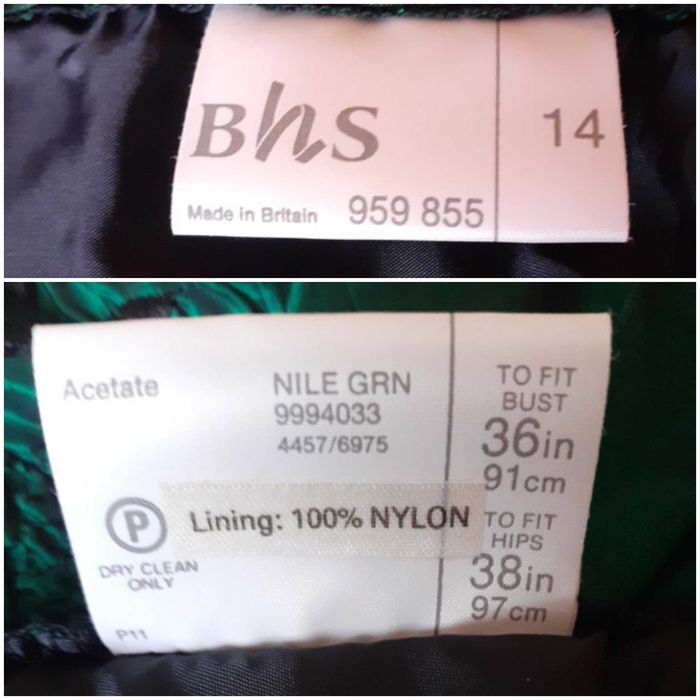 BhS
14
Made in Britain 959 855
Acetate
NILE GRN
9994033
4457/6975
TO FIT
BUST
36in
91cm
P
Lining: 100% NYLON
DRY CLEAN
ONLY
TO FIT
HIPS
38in
97cm
P11